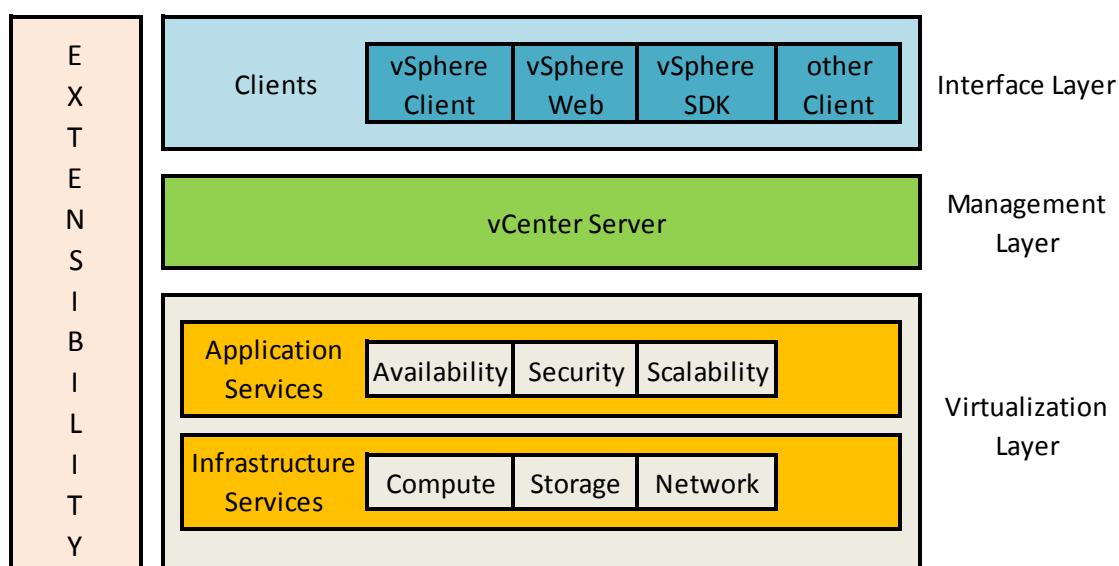 E
X
T
E
N
S
I
B
I
L
I
T
Y
Clients
vSphere
Client
vSphere
Web
vSphere
SDK
other
Client
Interface Layer
vCenter Server
Management
Layer
Application
Services
Availability
Security
Scalability
Infrastructure
Services
Compute
Storage
Network
Virtualization
Layer